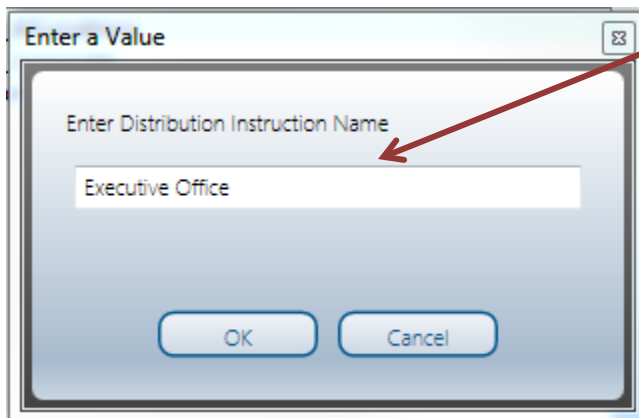 Enter a Value
Enter Distribution Instruction Name
Executive Office
OK
Cancel